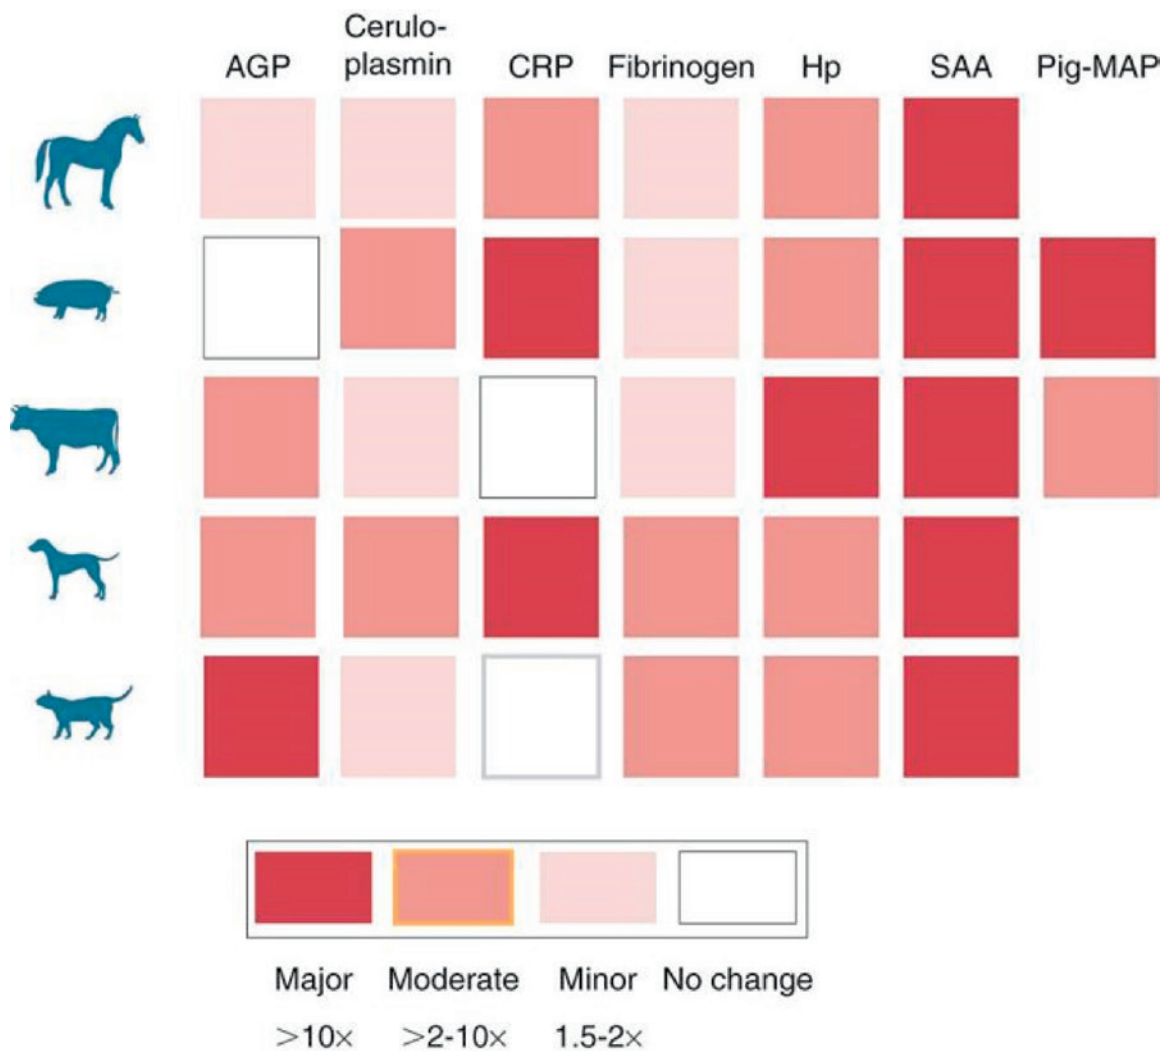 Cerulo-
plasmin
AGP CRP Fibrinogen Hp SAA Pig-MAP
Major Moderate Minor No change
>10× >2-10× 1.5-2×